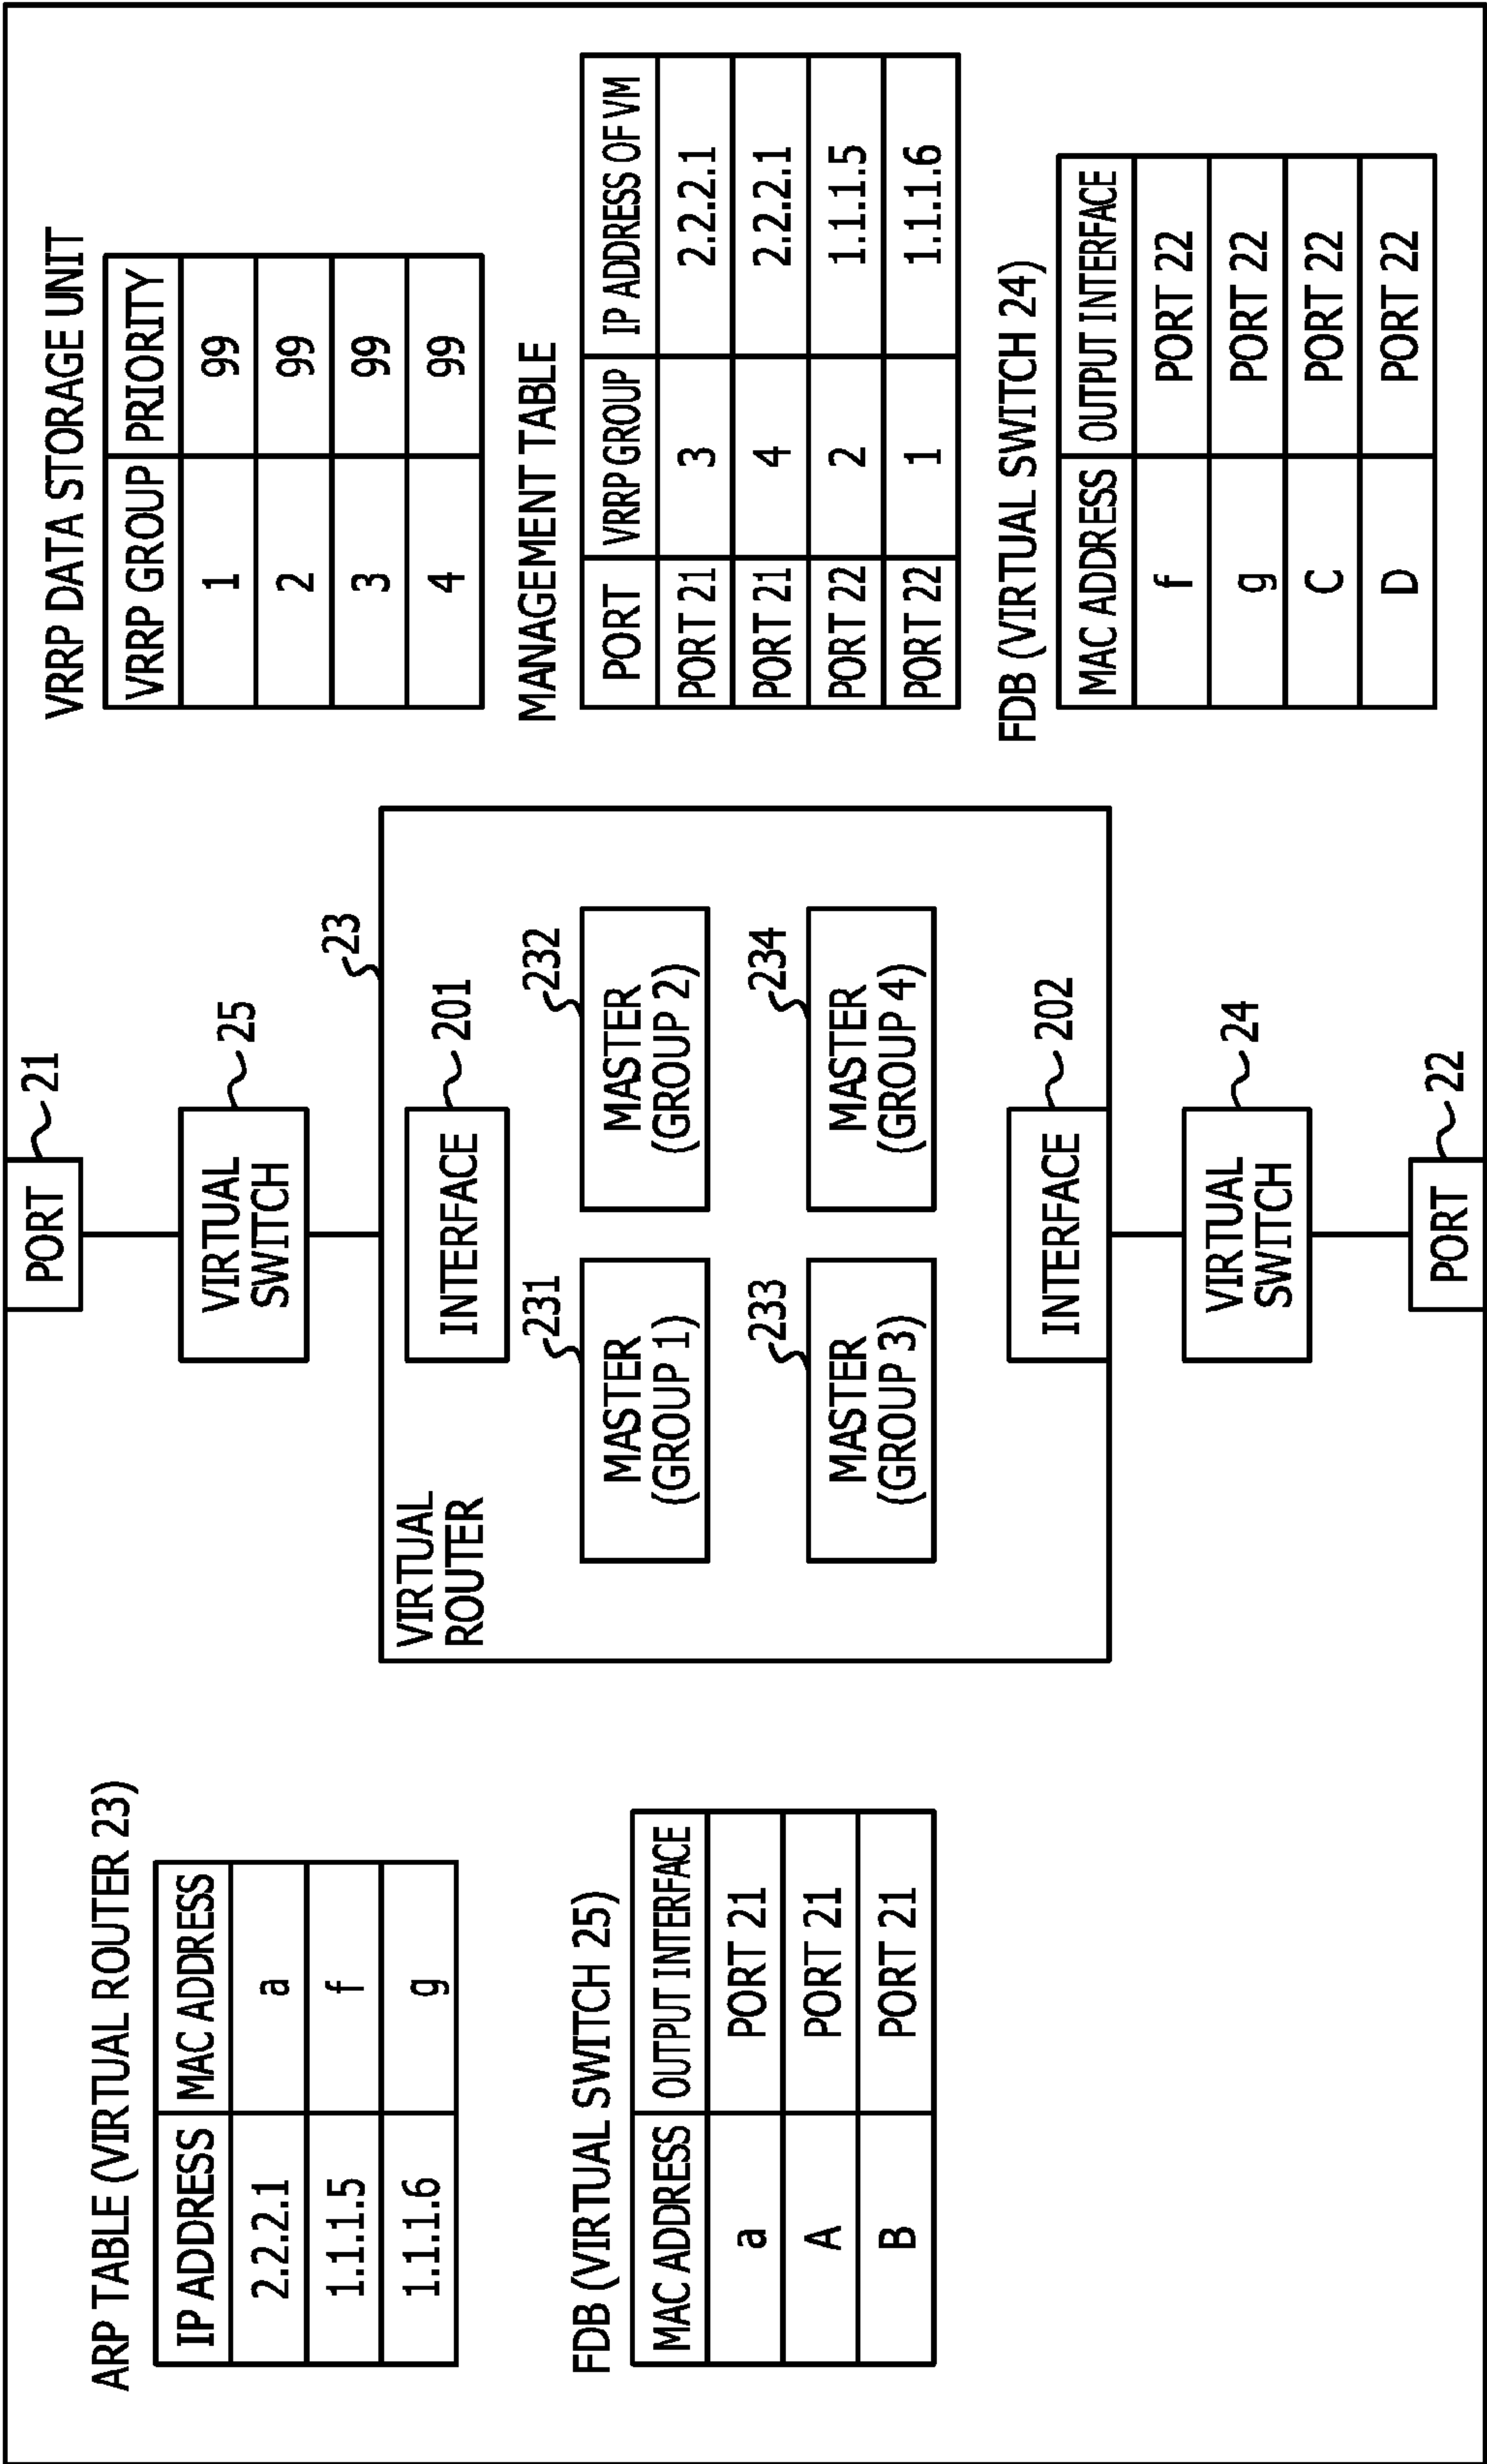 ARP TABLE (VIRTUAL ROUTER 23)
IP ADDRESS MAC ADDRESS
2.2.2.1 a
1.1.1.5 f
1.1.1.6 g
FDB (VIRTUAL SWITCH 25)
MAC ADDRESS OUTPUT INTERFACE
a PORT 21
A PORT 21
B PORT 21
PORT
21
VIRTUAL
SWITCH
25
23
VIRTUAL
ROUTER
INTERFACE
201
231
MASTER
(GROUP 1)
232
MASTER
(GROUP 2)
233
MASTER
(GROUP 3)
234
MASTER
(GROUP 4)
INTERFACE
202
VIRTUAL
SWITCH
24
PORT
22
VRRP DATA STORAGE UNIT
VRRP GROUP PRIORITY
1 99
2 99
3 99
4 99
MANAGEMENT TABLE
PORT VRRP GROUP IP ADDRESS OF VM
PORT 21 3 2.2.2.1
PORT 21 4 2.2.2.1
PORT 22 2 1.1.1.5
PORT 22 1 1.1.1.6
FDB (VIRTUAL SWITCH 24)
MAC ADDRESS OUTPUT INTERFACE
f PORT 22
g PORT 22
C PORT 22
D PORT 22